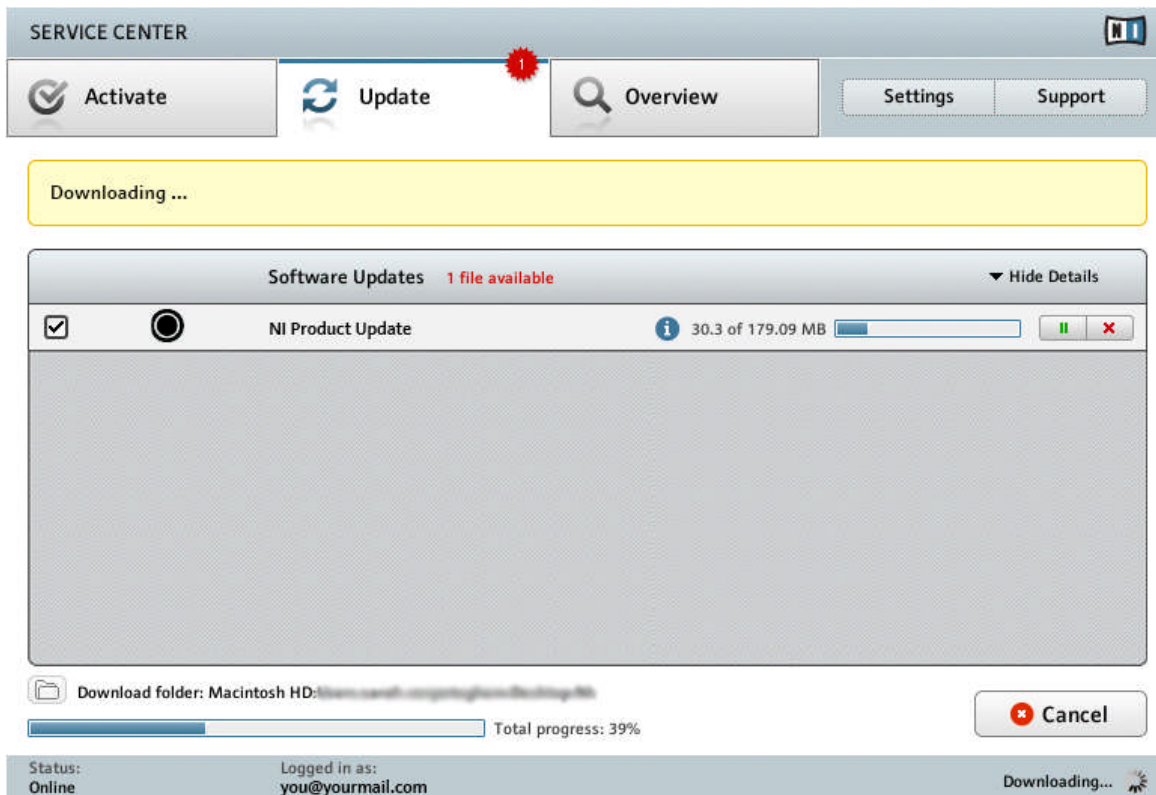 SERVICE CENTER
NI
Activate
Update
1
Overview
Settings
Support
Downloading ...
Software Updates 1 file available
Hide Details
NI Product Update
30.3 of 179.09 MB
Download folder: Macintosh HD:
Total progress: 39%
Cancel
Status:
Online
Logged in as:
you@yourmail.com
Downloading...